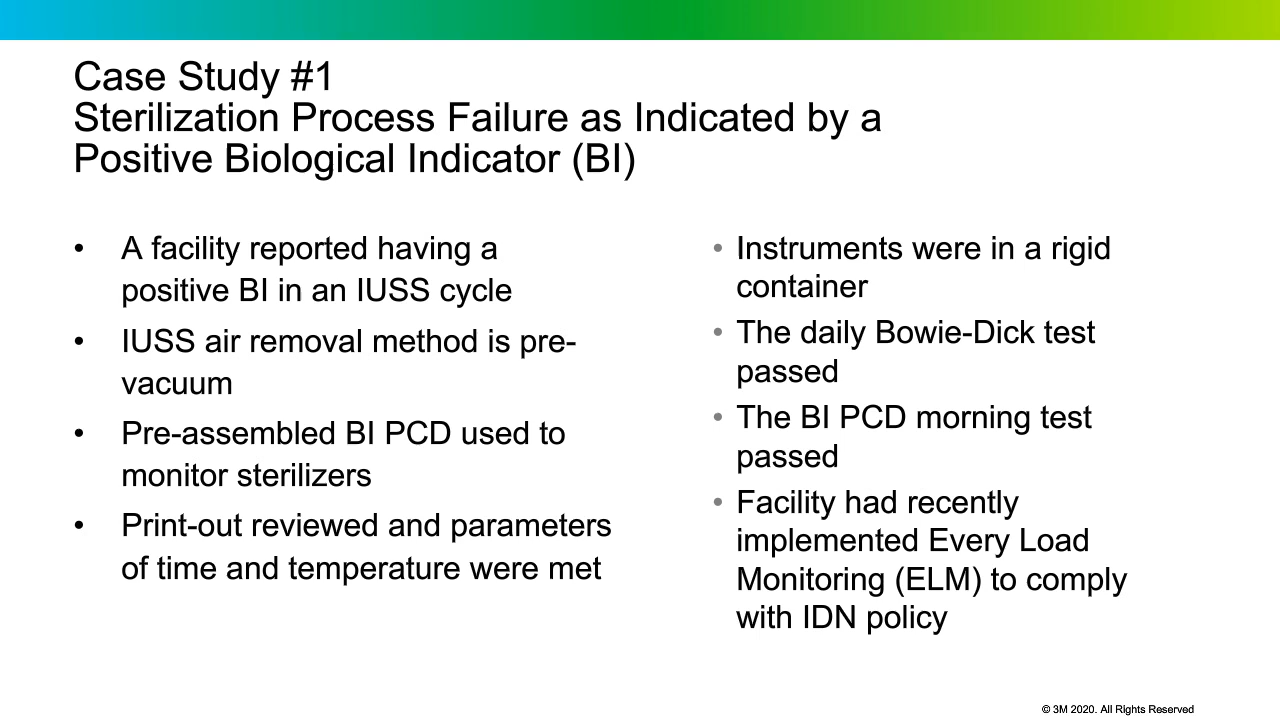 Case Study #1
Sterilization Process Failure as Indicated by a
Positive Biological Indicator (BI)
• A facility reported having a
positive BI in an IUSS cycle
• IUSS air removal method is pre-
vacuum
• Pre-assembled BI PCD used to
monitor sterilizers
• Print-out reviewed and parameters
of time and temperature were met
• Instruments were in a rigid
container
• The daily Bowie-Dick test
passed
• The BI PCD morning test
passed
• Facility had recently
implemented Every Load
Monitoring (ELM) to comply
with IDN policy
© 3M 2020. All Rights Reserved